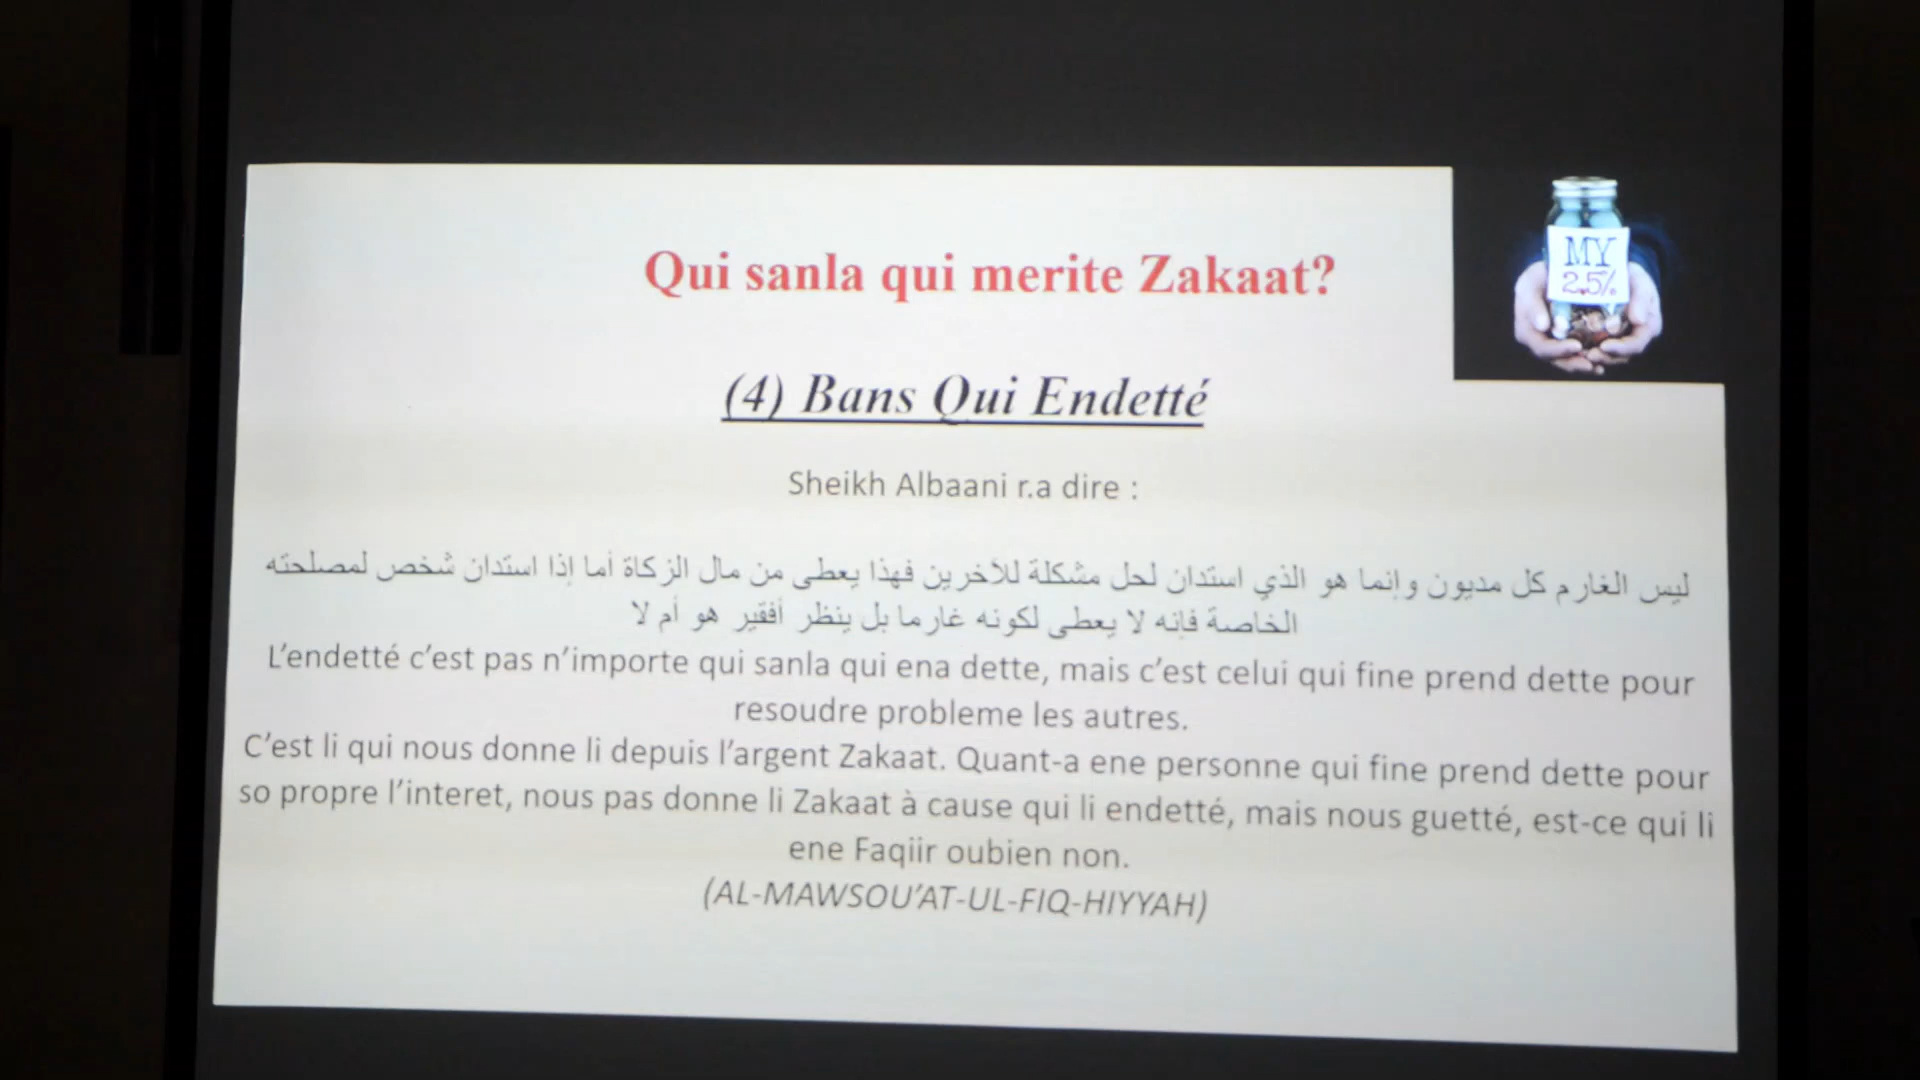 Qui sanla qui merite Zakaat?
MY
2.5%
(4) Bans Qui Endetté
Sheikh Albaani r.a dire :
ليس الغارم كل مديون وإنما هو الذي استدان لحل مشكلة للآخرين فهذا يعطى من مال الزكاة أما إذا استدان شخص لمصلحته
الخاصة فإنه لا يعطى لكونه غارما بل ينظر أفقير هو أم لا
L’endetté c’est pas n’importe qui sanla qui ena dette, mais c’est celui qui fine prend dette pour
resoudre probleme les autres.
C’est li qui nous donne li depuis l’argent Zakaat. Quant-a ene personne qui fine prend dette pour
so propre l’interet, nous pas donne li Zakaat à cause qui li endetté, mais nous guetté, est-ce qui li
ene Faqiir oubien non.
(AL-MAWSOU’AT-UL-FIQ-HIYYAH)